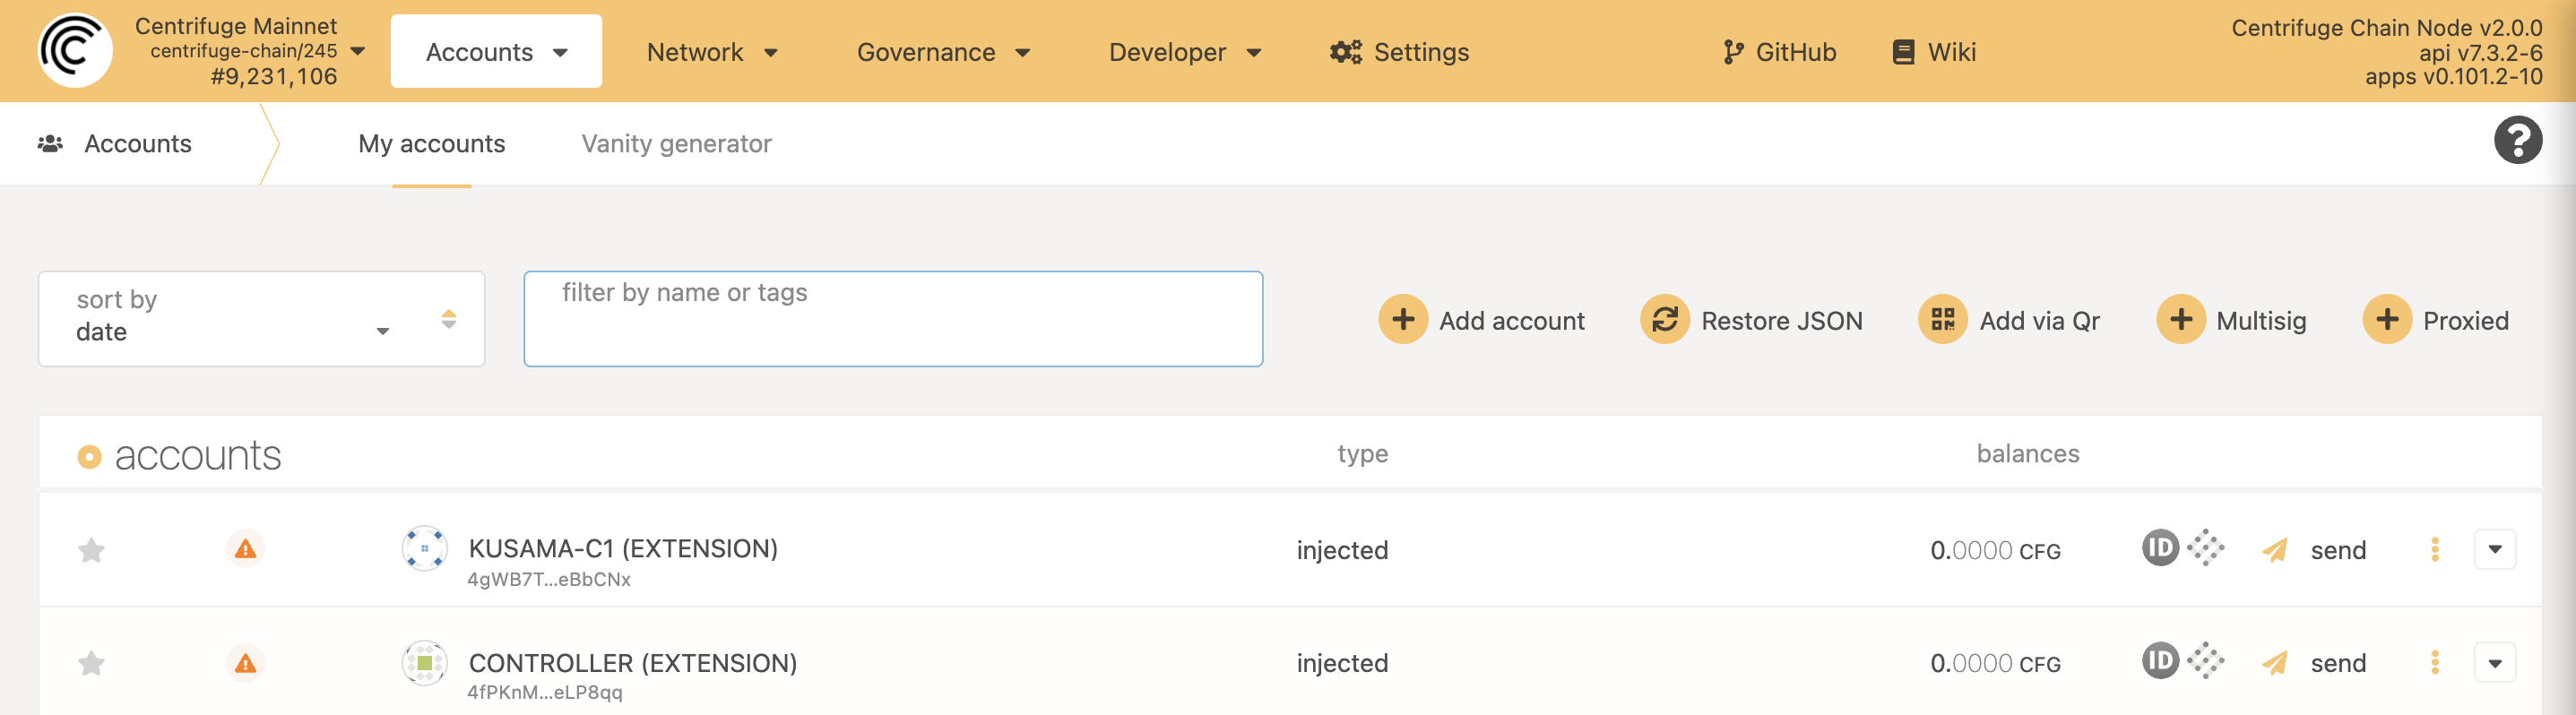 Centrifuge Mainnet
centrifuge-chain/245
#9,231,106
Accounts
Network
Governance
Developer
Settings
GitHub
Wiki
Centrifuge Chain Node v2.0.0
api v7.3.2-6
apps v0.101.2-10
Accounts
My accounts
Vanity generator
sort by
date
filter by name or tags
Add account
Restore JSON
Add via Qr
Multisig
Proxied
accounts
type
balances
KUSAMA-C1 (EXTENSION)
4gWB7T...eBbCNx
injected
0.0000 CFG
ID
send
CONTROLLER (EXTENSION)
4fPKnM...eLP8qq
injected
0.0000 CFG
ID
send